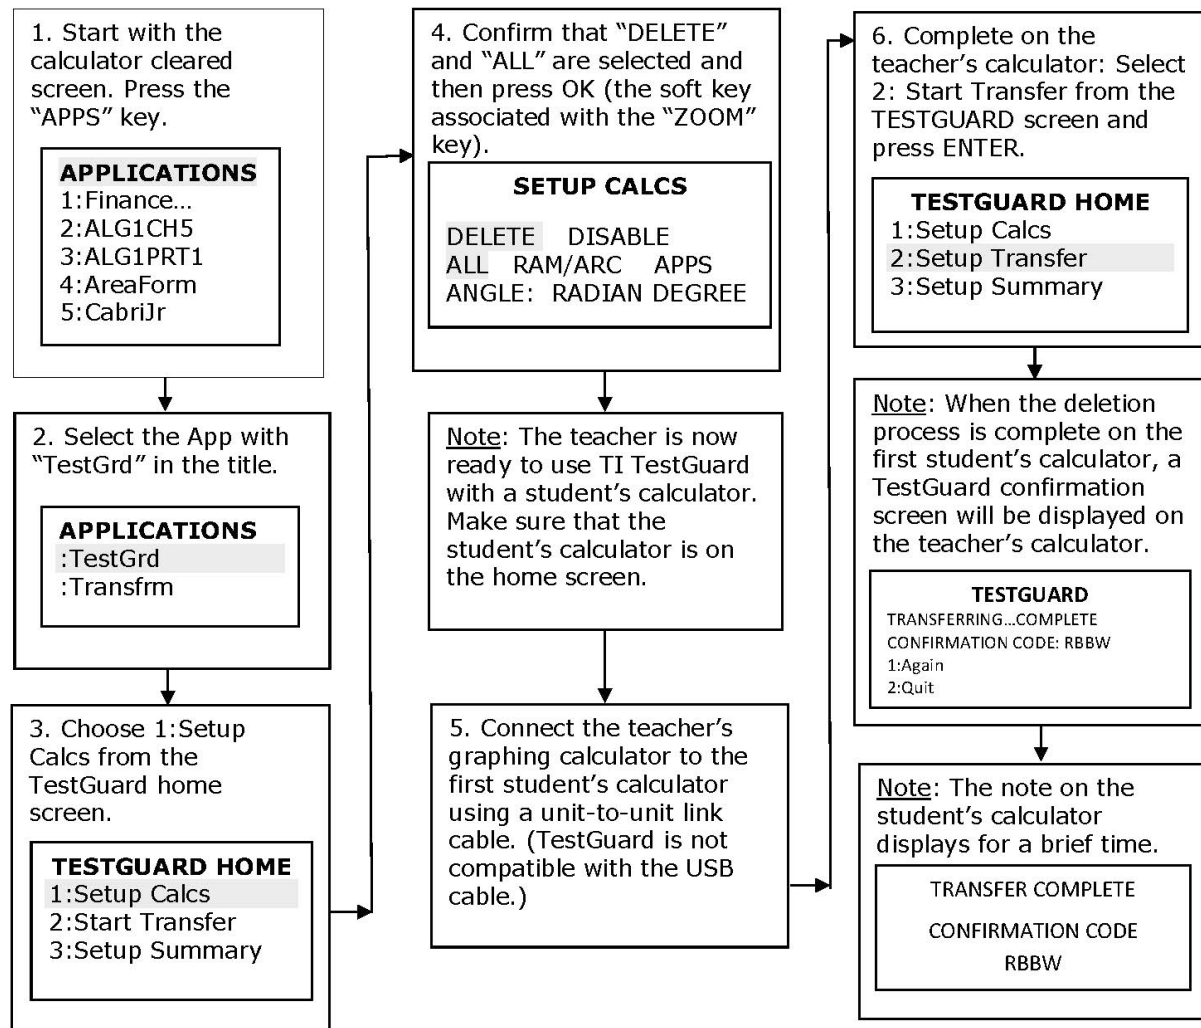 1. Start with the
calculator cleared
screen. Press the
“APPS” key.
APPLICATIONS
1:Finance...
2:ALG1CH5
3:ALG1PRT1
4:AreaForm
5:CabriJr
2. Select the App with
“TestGrd” in the title.
APPLICATIONS
:TestGrd
:Transfrm
3. Choose 1:Setup
Calcs from the
TestGuard home
screen.
TESTGUARD HOME
1:Setup Calcs
2:Start Transfer
3:Setup Summary
4. Confirm that “DELETE”
and “ALL” are selected and
then press OK (the soft key
associated with the “ZOOM”
key).
SETUP CALCS
DELETE DISABLE
ALL RAM/ARC APPS
ANGLE: RADIAN DEGREE
Note: The teacher is now
ready to use TI TestGuard
with a student’s calculator.
Make sure that the
student’s calculator is on
the home screen.
5. Connect the teacher’s
graphing calculator to the
first student’s calculator
using a unit-to-unit link
cable. (TestGuard is not
compatible with the USB
cable.)
6. Complete on the
teacher’s calculator: Select
2: Start Transfer from the
TESTGUARD screen and
press ENTER.
TESTGUARD HOME
1:Setup Calcs
2:Setup Transfer
3:Setup Summary
Note: When the deletion
process is complete on the
first student’s calculator, a
TestGuard confirmation
screen will be displayed on
the teacher’s calculator.
TESTGUARD
TRANSFERRING...COMPLETE
CONFIRMATION CODE: RBBW
1:Again
2:Quit
Note: The note on the
student’s calculator
displays for a brief time.
TRANSFER COMPLETE
CONFIRMATION CODE
RBBW